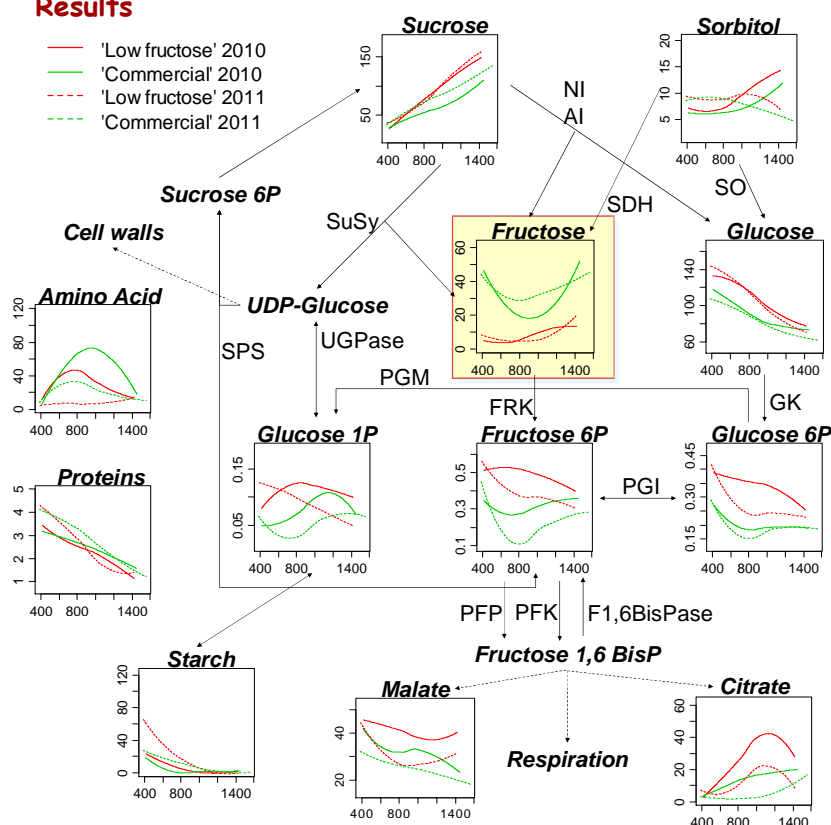 Results
'Low fructose' 2010
'Commercial' 2010
'Low fructose' 2011
'Commercial' 2011
Sucrose
50 150
400 800 1400
Sorbitol
5 10 15 20
400 800 1400
NI
AI
SO
SDH
Sucrose 6P
Cell walls
SuSy
Fructose
0 20 40 60
400 800 1400
Glucose
60 100 140
400 800 1400
Amino Acid
0 40 80 120
400 800 1400
UDP-Glucose
SPS
UGPase
PGM
FRK
GK
Glucose 1P
0.05 0.15
400 800 1400
Fructose 6P
0.1 0.3 0.5
400 800 1400
PGI
Glucose 6P
0.15 0.30 0.45
400 800 1400
Proteins
1 2 3 4 5
400 800 1400
PFP
PFK
F1,6BisPase
Fructose 1,6 BisP
Starch
0 40 80 120
400 800 1400
Malate
20 40
400 800 1400
Respiration
Citrate
0 20 40 60
400 800 1400